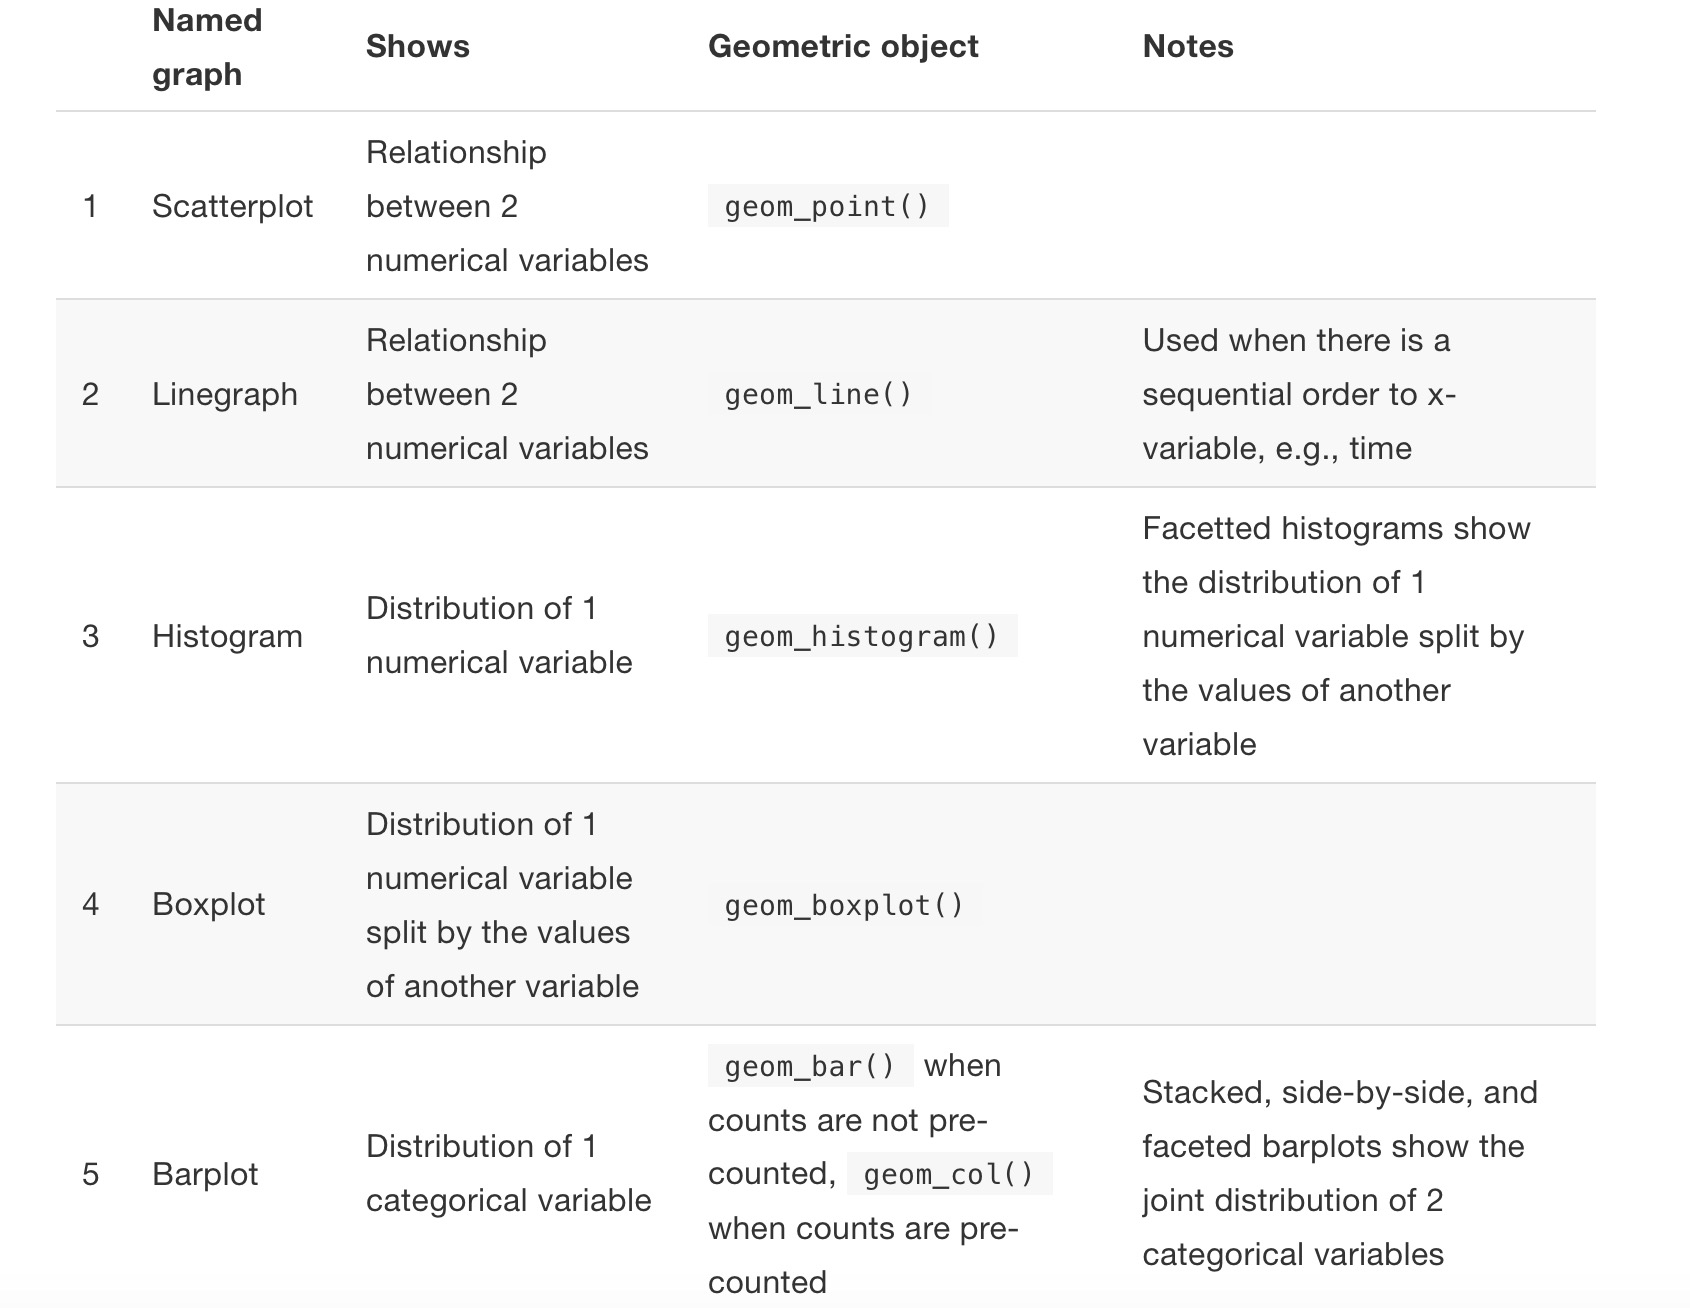 Named
graph
Shows
Geometric object
Notes
1
Scatterplot
Relationship
between 2
numerical variables
geom_point()
2
Linegraph
Relationship
between 2
numerical variables
geom_line()
Used when there is a
sequential order to x-
variable, e.g., time
3
Histogram
Distribution of 1
numerical variable
geom_histogram()
Facetted histograms show
the distribution of 1
numerical variable split by
the values of another
variable
4
Boxplot
Distribution of 1
numerical variable
split by the values
of another variable
geom_boxplot()
5
Barplot
Distribution of 1
categorical variable
geom_bar() when
counts are not pre-
counted, geom_col()
when counts are pre-
counted
Stacked, side-by-side, and
faceted barplots show the
joint distribution of 2
categorical variables